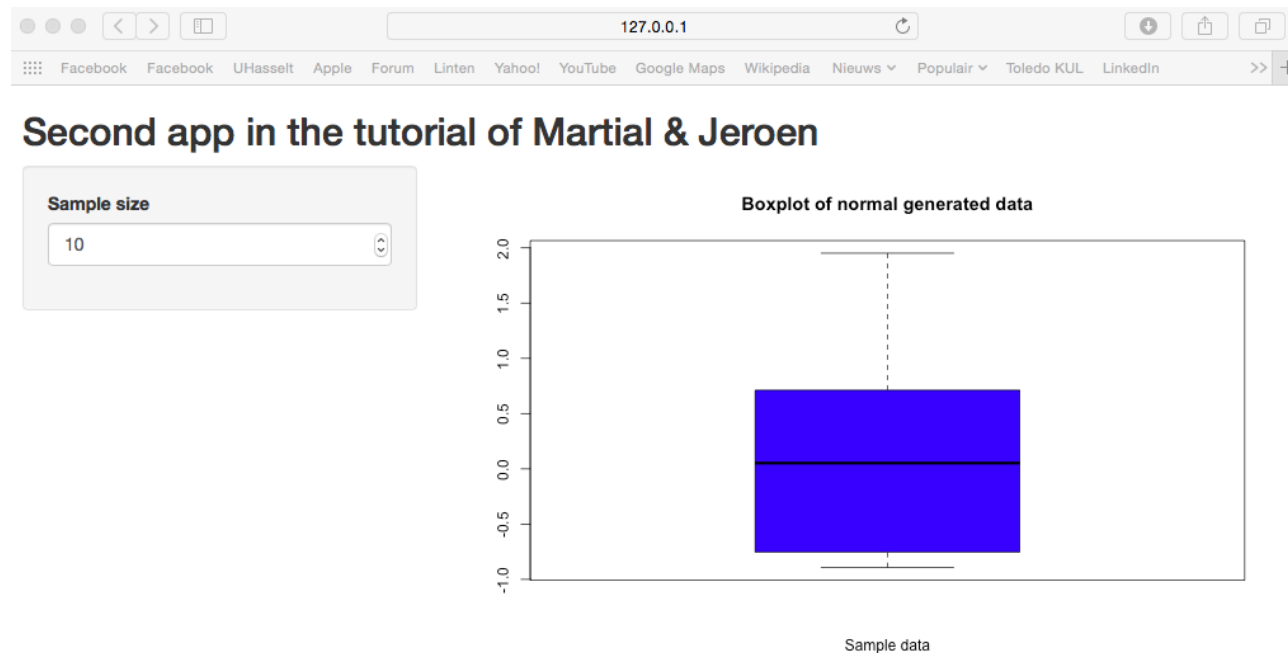 127.0.0.1
Facebook Facebook UHasselt Apple Forum Linten Yahoo! YouTube Google Maps Wikipedia Nieuws Populair Toledo KUL LinkedIn >>
Second app in the tutorial of Martial & Jeroen
Sample size
10
Boxplot of normal generated data
2.0
1.5
1.0
0.5
0.0
-0.5
-1.0
Sample data